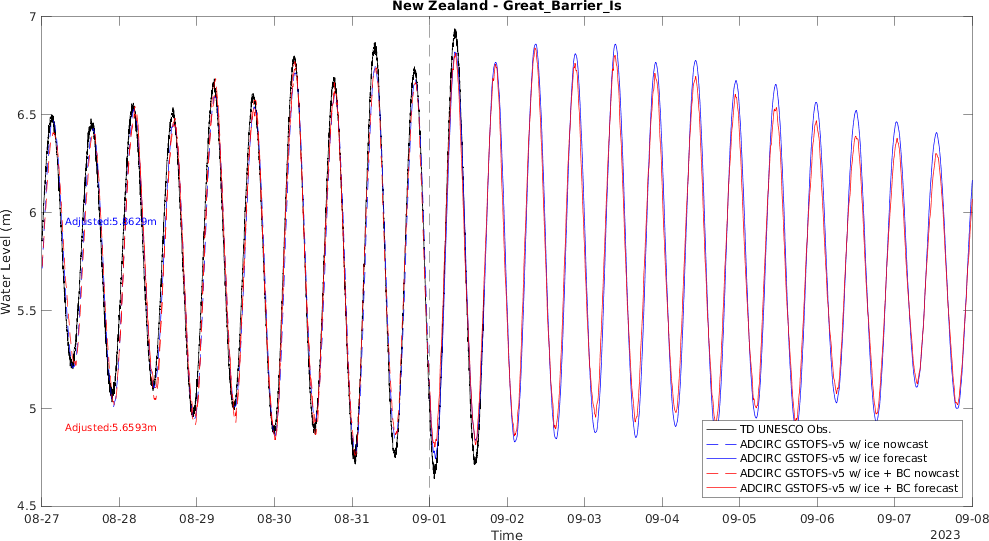 New Zealand - Great_Barrier_Is
Water Level (m)
7
6.5
6
5.5
5
4.5
Adjusted:5.8629m
Adjusted:5.6593m
TD UNESCO Obs.
ADCIRC GSTOFS-v5 w/ ice nowcast
ADCIRC GSTOFS-v5 w/ ice forecast
ADCIRC GSTOFS-v5 w/ ice + BC nowcast
ADCIRC GSTOFS-v5 w/ ice + BC forecast
08-27 08-28 08-29 08-30 08-31 09-01 09-02 09-03 09-04 09-05 09-06 09-07 09-08
Time
2023